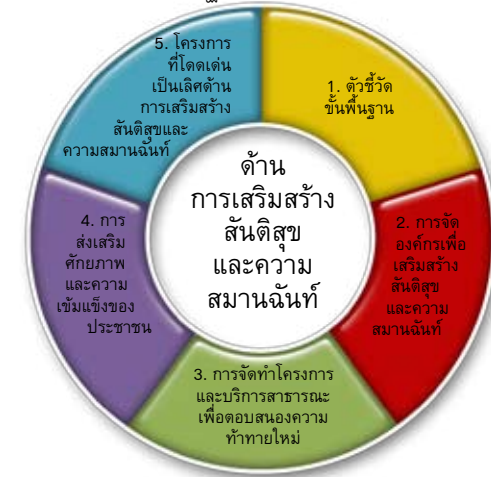 5. โครงการ
ที่โดดเด่น
เป็นเลิศด้าน
การเสริมสร้าง
สันติสุขและ
ความสมานฉันท์
1. ตัวชี้วัด
ขั้นพื้นฐาน
ด้าน
การเสริมสร้าง
สันติสุข
และความ
สมานฉันท์
2. การจัด
องค์กรเพื่อ
เสริมสร้าง
สันติสุข
และความ
สมานฉันท์
4. การ
ส่งเสริม
ศักยภาพ
และความ
เข้มแข็งของ
ประชาชน
3. การจัดทำโครงการ
และบริการสาธารณะ
เพื่อตอบสนองความ
ท้าทายใหม่